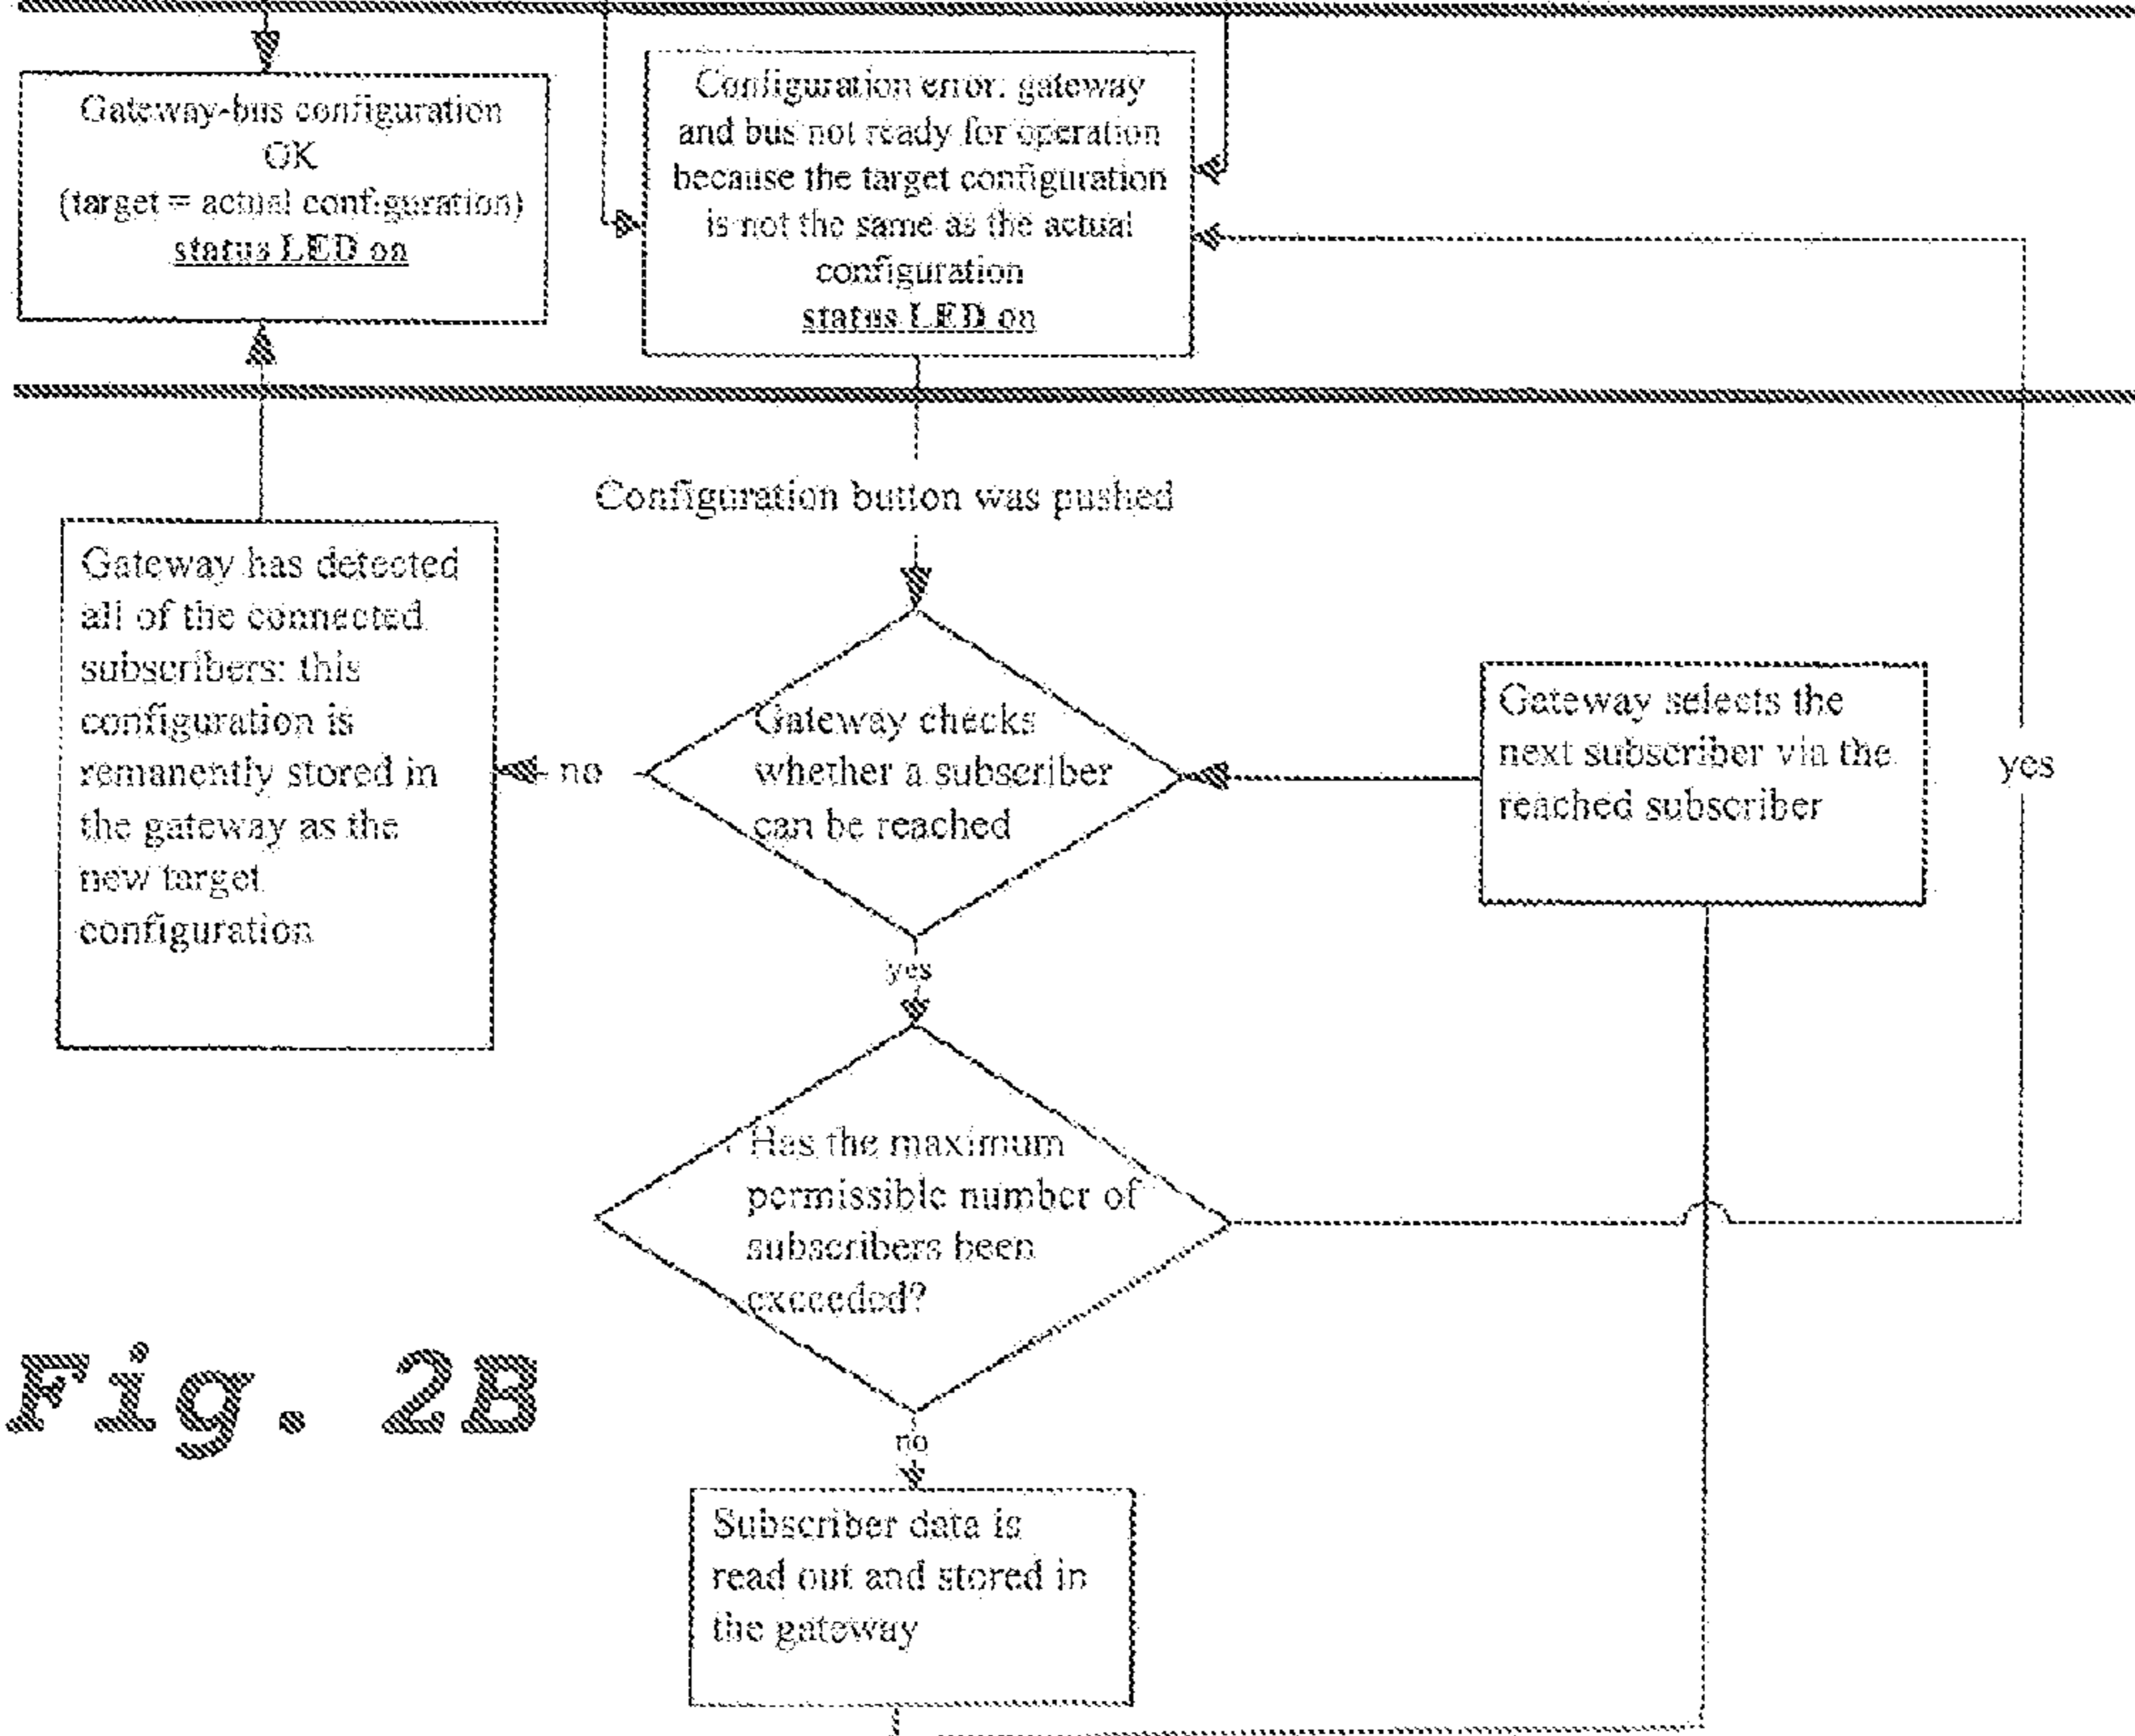 Gateway-bus configuration
OK
(target = actual configuration)
status LED on
Configuration error: gateway
and bus not ready for operation
because the target configuration
is not the same as the actual
configuration
status LED on
Configuration button was pushed
Gateway has detected
all of the connected
subscribers: this
configuration is
remanently stored in
the gateway as the
new target
configuration
no
Gateway checks
whether a subscriber
can be reached
Gateway selects the
next subscriber via the
reached subscriber
yes
yes
Has the maximum
permissible number of
subscribers been
exceeded?
no
Subscriber data is
read out and stored in
the gateway
Fig. 2B